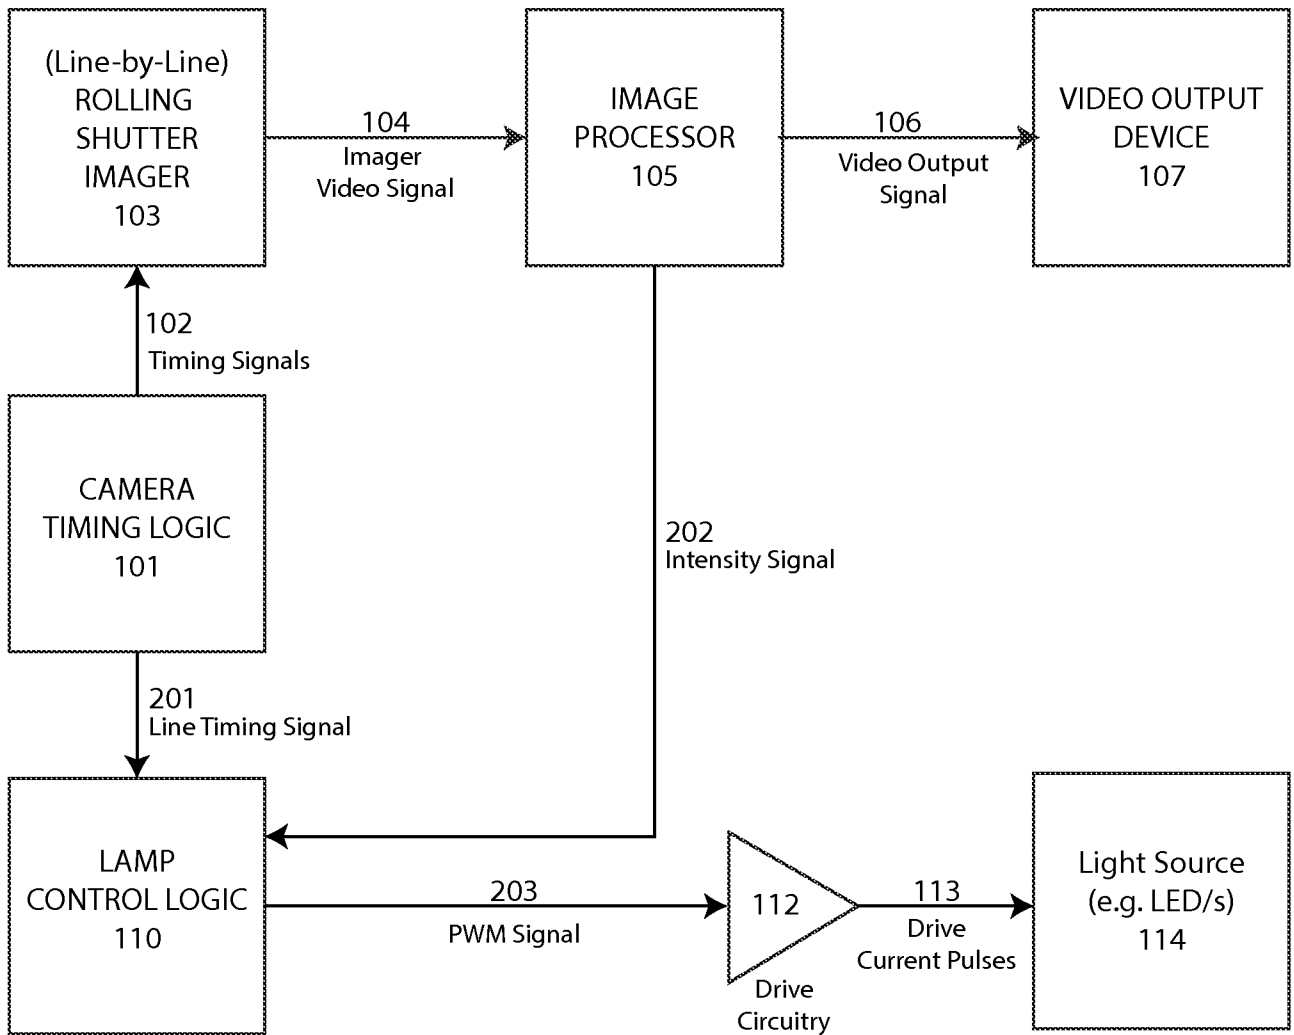 (Line-by-Line)
ROLLING
SHUTTER
IMAGER
103
104
Imager
Video Signal
IMAGE
PROCESSOR
105
106
Video Output
Signal
VIDEO OUTPUT
DEVICE
107
102
Timing Signals
CAMERA
TIMING LOGIC
101
202
Intensity Signal
201
Line Timing Signal
LAMP
CONTROL LOGIC
110
203
PWM Signal
112
Drive
Circuitry
113
Drive
Current Pulses
Light Source
(e.g. LED/s)
114